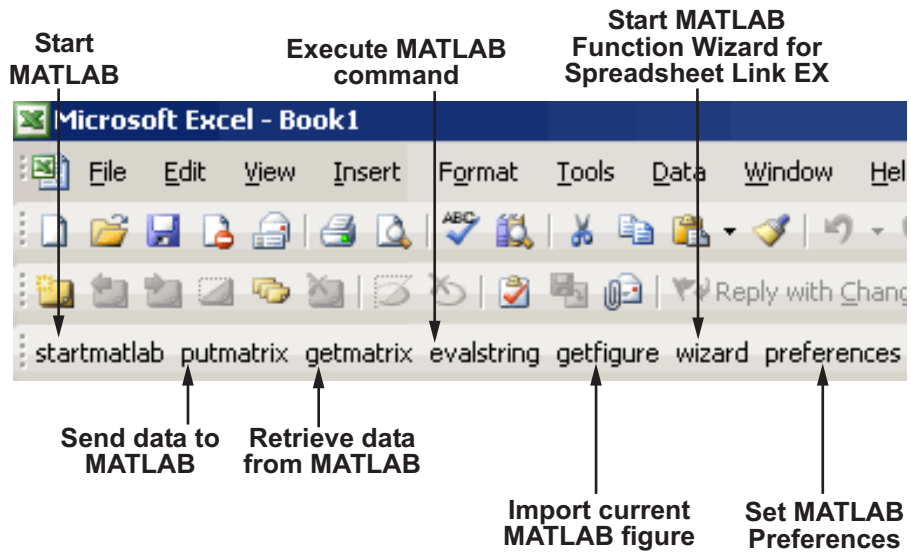 Start
MATLAB
Execute MATLAB
command
Start MATLAB
Function Wizard for
Spreadsheet Link EX
Microsoft Excel - Book1
File Edit View Insert Format Tools Data Window Hel
ABC
Reply with Chang
startmatlab putmatrix getmatrix evalstring getfigure wizard preferences
Send data to
MATLAB
Retrieve data
from MATLAB
Import current
MATLAB figure
Set MATLAB
Preferences